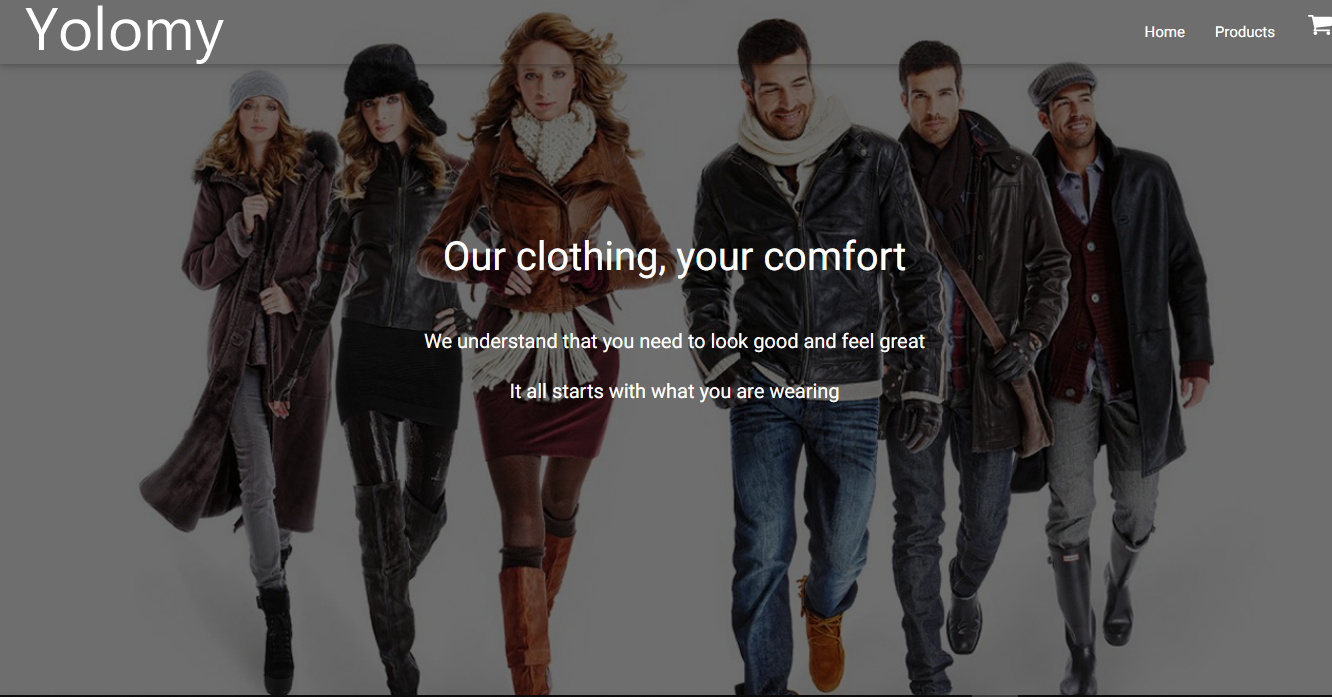 Yolomy
Home
Products
Our clothing, your comfort
We understand that you need to look good and feel great
It all starts with what you are wearing